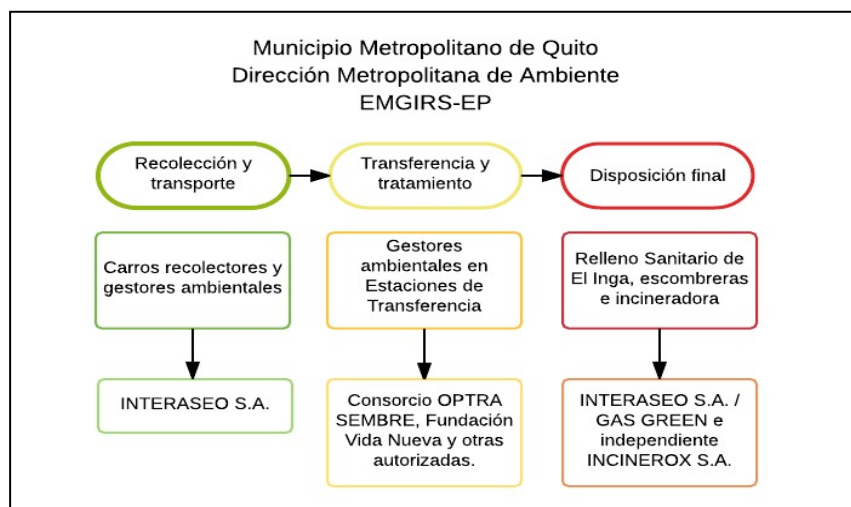 Municipio Metropolitano de Quito
Dirección Metropolitana de Ambiente
EMGIRS-EP
Recolección y
transporte
Transferencia y
tratamiento
Disposición final
Carros recolectores y
gestores ambientales
Gestores
ambientales en
Estaciones de
Transferencia
Relleno Sanitario de
El Inga, escombreras
e incineradora
INTERASEO S.A.
Consorcio OPTRA
SEMBRE, Fundación
Vida Nueva y otras
autorizadas.
INTERASEO S.A. /
GAS GREEN e
independiente
INCINEROX S.A.